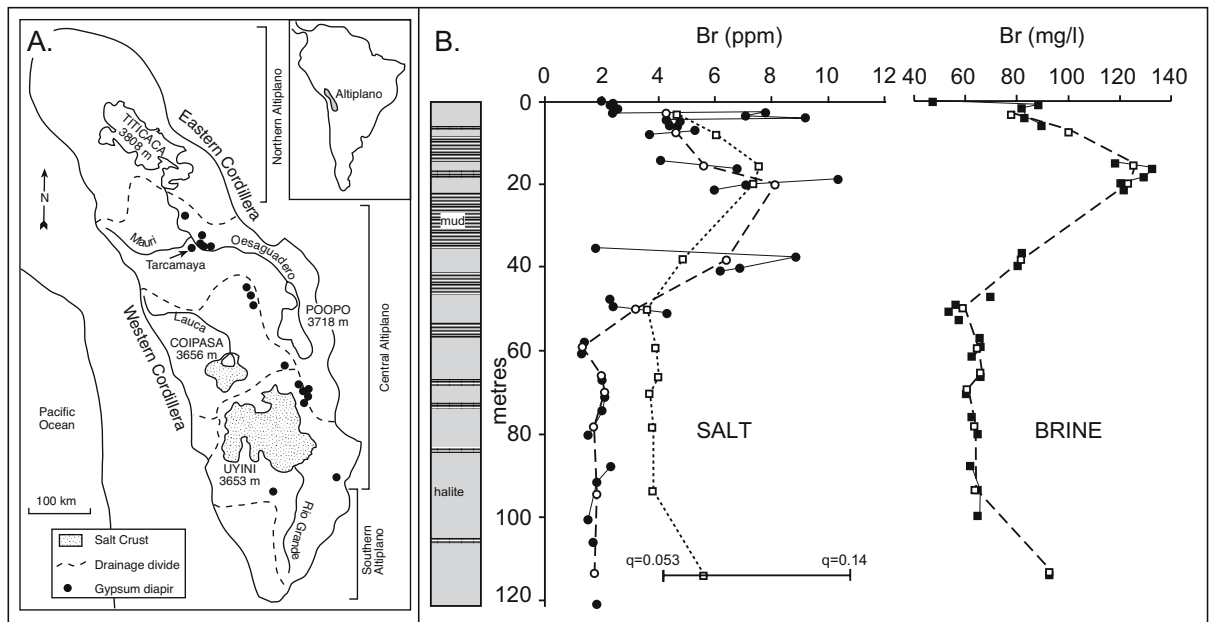 A.
Altiplano
Northern Altiplano
TITICACA
3808 m
Eastern Cordillera
N
Mauri
Desaguadero
Tarcamaya
Lauca
POOPO
3718 m
COIPASA
3656 m
Western Cordillera
Central Altiplano
Pacific
Ocean
UYINI
3653 m
100 km
Rio Grande
Southern
Altiplano
Salt Crust
Drainage divide
Gypsum diapir
B.
Br (ppm)
Br (mg/l)
0 2 4 6 8 10 12
40 60 80 100 120 140
0
20
40
60
80
100
120
metres
mud
halite
SALT
BRINE
q=0.053
q=0.14